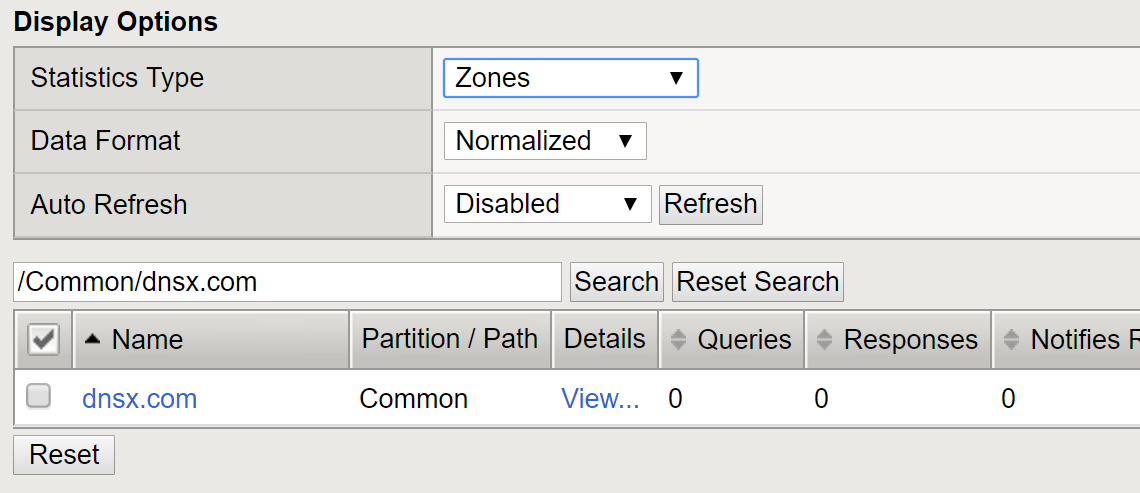 Display Options
Statistics Type Zones
Data Format Normalized
Auto Refresh Disabled Refresh
/Common/dnsx.com Search Reset Search
Name Partition / Path Details Queries Responses Notifies R
dnsx.com Common View... 0 0 0
Reset